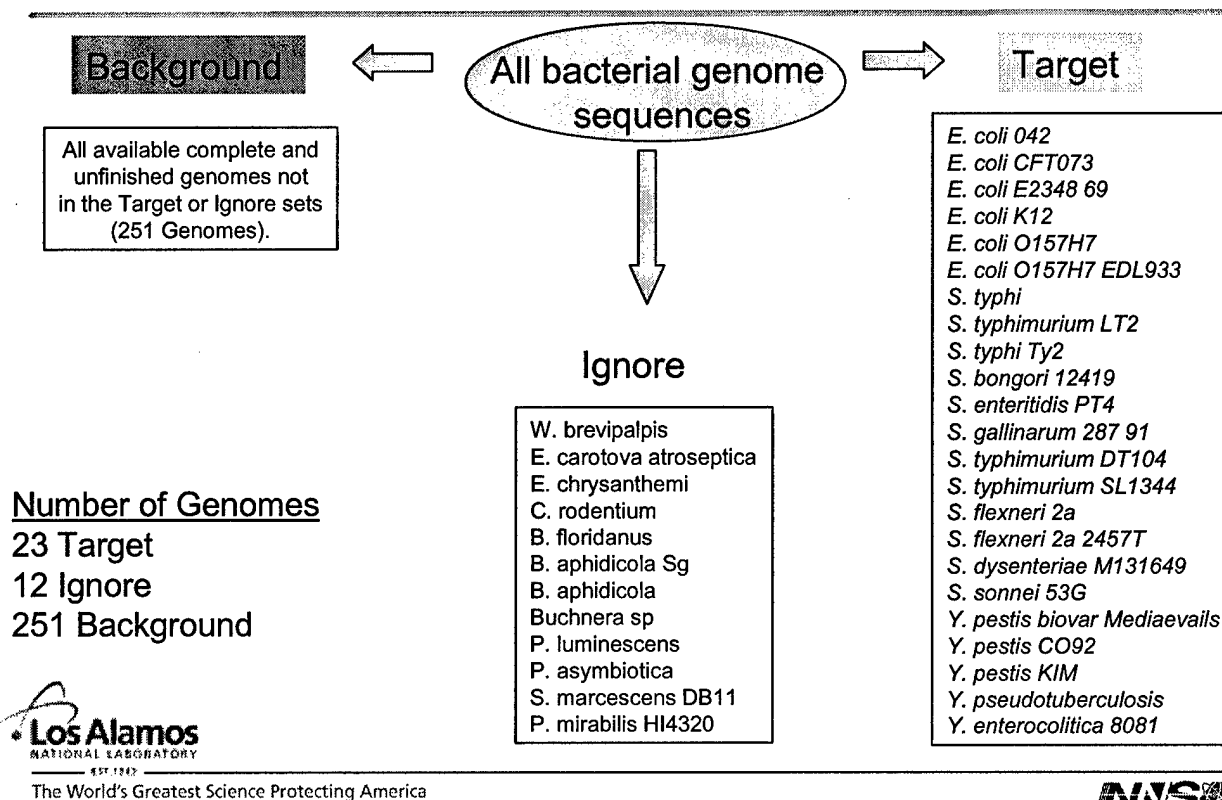 Background
All bacterial genome
sequences
Target
All available complete and
unfinished genomes not
in the Target or Ignore sets
(251 Genomes).
Ignore
W. brevipalpis
E. carotova atroseptica
E. chrysanthemi
C. rodentium
B. floridanus
B. aphidicola Sg
B. aphidicola
Buchnera sp
P. luminescens
P. asymbiotica
S. marcescens DB11
P. mirabilis HI4320
E. coli 042
E. coli CFT073
E. coli E2348 69
E. coli K12
E. coli O157H7
E. coli O157H7 EDL933
S. typhi
S. typhimurium LT2
S. typhi Ty2
S. bongori 12419
S. enteritidis PT4
S. gallinarum 287 91
S. typhimurium DT104
S. typhimurium SL1344
S. flexneri 2a
S. flexneri 2a 2457T
S. dysenteriae M131649
S. sonnei 53G
Y. pestis biovar Mediaevails
Y. pestis CO92
Y. pestis KIM
Y. pseudotuberculosis
Y. enterocolitica 8081
Number of Genomes
23 Target
12 Ignore
251 Background
Los Alamos
NATIONAL LABORATORY
EST. 1943
The World's Greatest Science Protecting America
NNSA